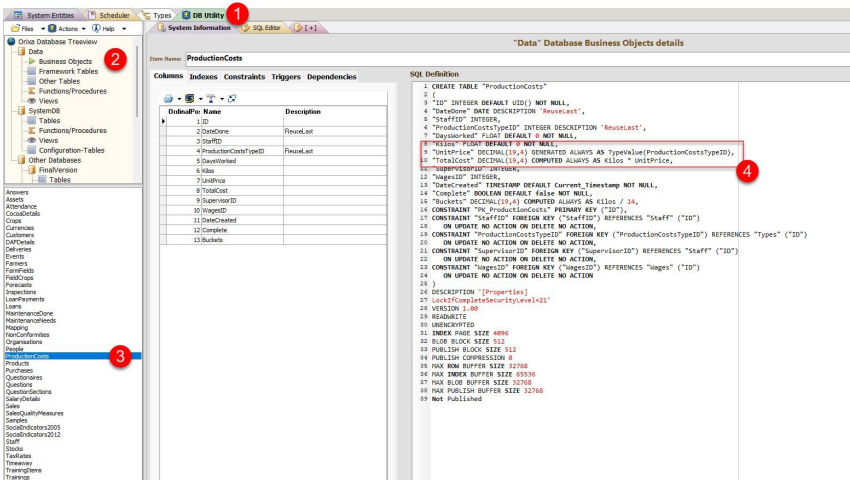 System Entities
Scheduler
Types
DB Utility
1
Files
Actions
Help
System Information
SQL Editor
[+]
Orixa Database Treeview
Data
Business Objects
2
Framework Tables
Other Tables
Functions/Procedures
Views
SystemDB
Tables
Functions/Procedures
Views
Configuration-Tables
Other Databases
FinalVersion
Tables
Answers
Assets
Attendance
CocoaDetails
Crops
Currencies
Customers
DAFDetails
Deliveries
Events
Farmers
FarmFields
FieldCrops
Forecasts
Inspections
LoanPayments
Loans
MaintenanceDone
MaintenanceNeeds
Mapping
NonConformities
Organisations
People
ProductionCosts
3
Products
Purchases
Questionaires
Questions
QuestionSections
SalaryDetails
Sales
SalesQualityMeasures
Samples
SocialIndicators2005
SocialIndicators2012
Staff
Stocks
TaxRates
Timeaway
TrainingItems
Trainings
"Data" Database Business Objects details
Item Name: ProductionCosts
Columns Indexes Constraints Triggers Dependencies
OrdinalPos Name Description
1 ID
2 DateDone ReuseLast
3 StaffID
4 ProductionCostsTypeID ReuseLast
5 DaysWorked
6 Kilos
7 UnitPrice
8 TotalCost
9 SupervisorID
10 WagesID
11 DateCreated
12 Complete
13 Buckets
SQL Definition
1 CREATE TABLE "ProductionCosts"
2 (
3 "ID" INTEGER DEFAULT UID() NOT NULL,
4 "DateDone" DATE DESCRIPTION 'ReuseLast',
5 "StaffID" INTEGER,
6 "ProductionCostsTypeID" INTEGER DESCRIPTION 'ReuseLast',
7 "DaysWorked" FLOAT DEFAULT 0 NOT NULL,
8 "Kilos" FLOAT DEFAULT 0 NOT NULL,
9 "UnitPrice" DECIMAL(19,4) GENERATED ALWAYS AS TypeValue(ProductionCostsTypeID),
10 "TotalCost" DECIMAL(19,4) COMPUTED ALWAYS AS Kilos * UnitPrice,
4
11 "SupervisorID" INTEGER,
12 "WagesID" INTEGER,
13 "DateCreated" TIMESTAMP DEFAULT Current_Timestamp NOT NULL,
14 "Complete" BOOLEAN DEFAULT false NOT NULL,
15 "Buckets" DECIMAL(19,4) COMPUTED ALWAYS AS Kilos / 14,
16 CONSTRAINT "PK_ProductionCosts" PRIMARY KEY ("ID"),
17 CONSTRAINT "StaffID" FOREIGN KEY ("StaffID") REFERENCES "Staff" ("ID")
18 ON UPDATE NO ACTION ON DELETE NO ACTION,
19 CONSTRAINT "ProductionCostsTypeID" FOREIGN KEY ("ProductionCostsTypeID") REFERENCES "Types" ("ID")
20 ON UPDATE NO ACTION ON DELETE NO ACTION,
21 CONSTRAINT "SupervisorID" FOREIGN KEY ("SupervisorID") REFERENCES "Staff" ("ID")
22 ON UPDATE NO ACTION ON DELETE NO ACTION,
23 CONSTRAINT "WagesID" FOREIGN KEY ("WagesID") REFERENCES "Wages" ("ID")
24 ON UPDATE NO ACTION ON DELETE NO ACTION
25 )
26 DESCRIPTION '[Properties]
27 LockIfCompleteSecurityLevel=21'
28 VERSION 1.00
29 READWRITE
30 UNENCRYPTED
31 INDEX PAGE SIZE 4096
32 BLOB BLOCK SIZE 512
33 PUBLISH BLOCK SIZE 512
34 PUBLISH COMPRESSION 0
35 MAX ROW BUFFER SIZE 32768
36 MAX INDEX BUFFER SIZE 65536
37 MAX BLOB BUFFER SIZE 32768
38 MAX PUBLISH BUFFER SIZE 32768
39 Not Published